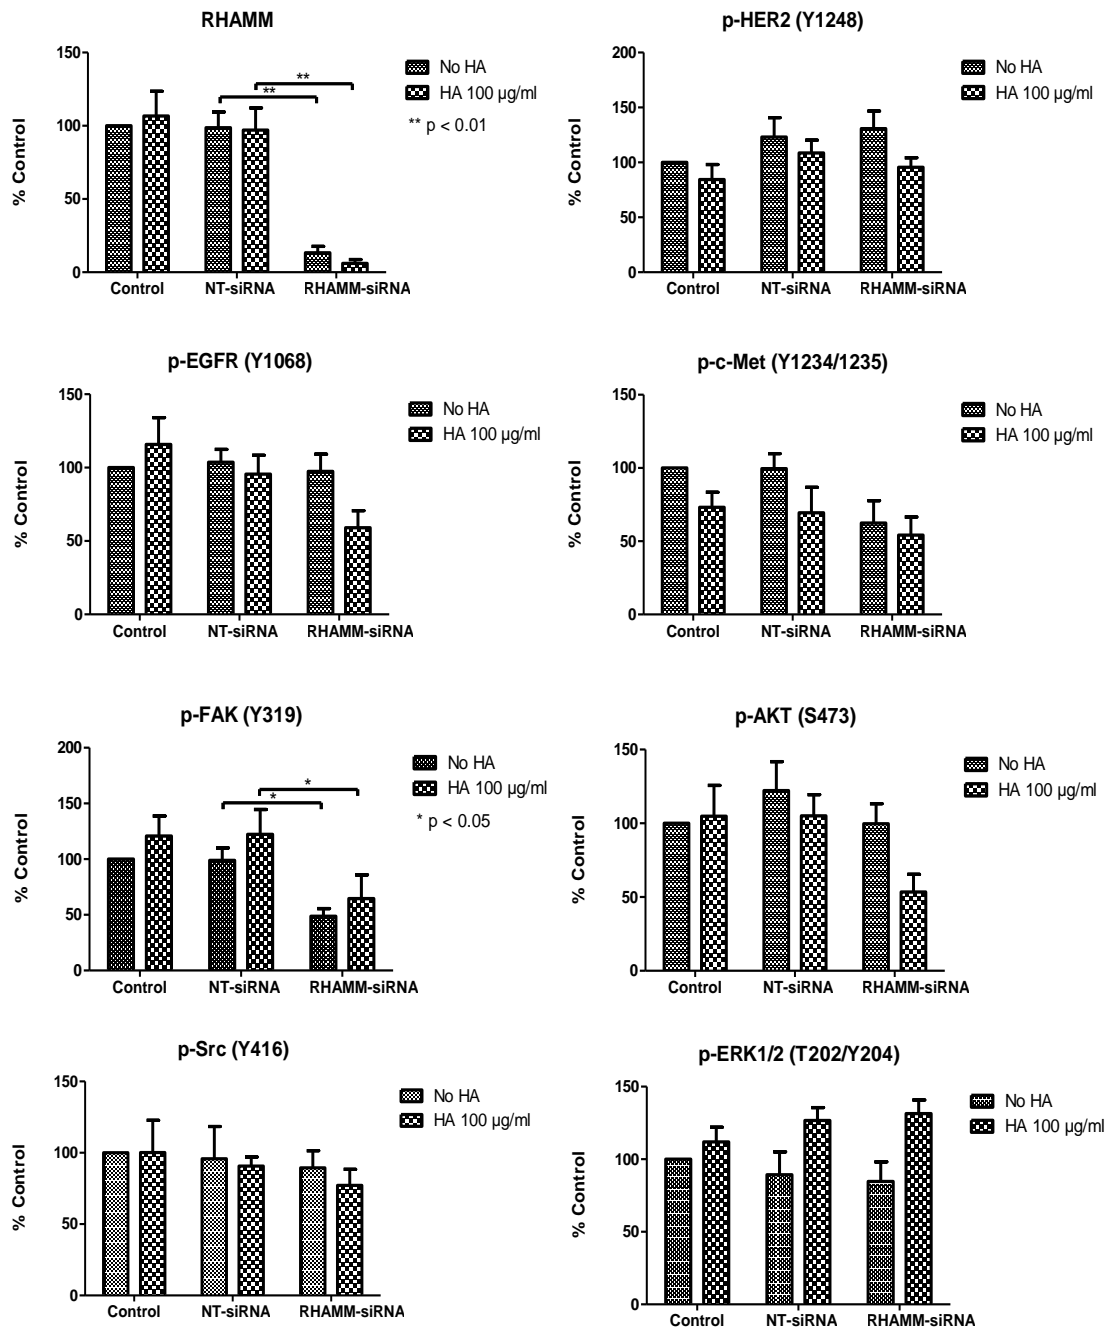 RHAMM
150
100
50
0
% Control
Control
NT-siRNA
RHAMM-siRNA
**
**
No HA
HA 100 µg/ml
** p < 0.01
p-HER2 (Y1248)
200
150
100
50
0
% Control
Control
NT-siRNA
RHAMM-siRNA
No HA
HA 100 µg/ml
p-EGFR (Y1068)
150
100
50
0
% Control
Control
NT-siRNA
RHAMM-siRNA
No HA
HA 100 µg/ml
p-c-Met (Y1234/1235)
150
100
50
0
% Control
Control
NT-siRNA
RHAMM-siRNA
No HA
HA 100 µg/ml
p-FAK (Y319)
200
150
100
50
0
% Control
Control
NT-siRNA
RHAMM-siRNA
*
*
No HA
HA 100 µg/ml
* p < 0.05
p-AKT (S473)
150
100
50
0
% Control
Control
NT-siRNA
RHAMM-siRNA
No HA
HA 100 µg/ml
p-Src (Y416)
150
100
50
0
% Control
Control
NT-siRNA
RHAMM-siRNA
No HA
HA 100 µg/ml
p-ERK1/2 (T202/Y204)
150
100
50
0
% Control
Control
NT-siRNA
RHAMM-siRNA
No HA
HA 100 µg/ml